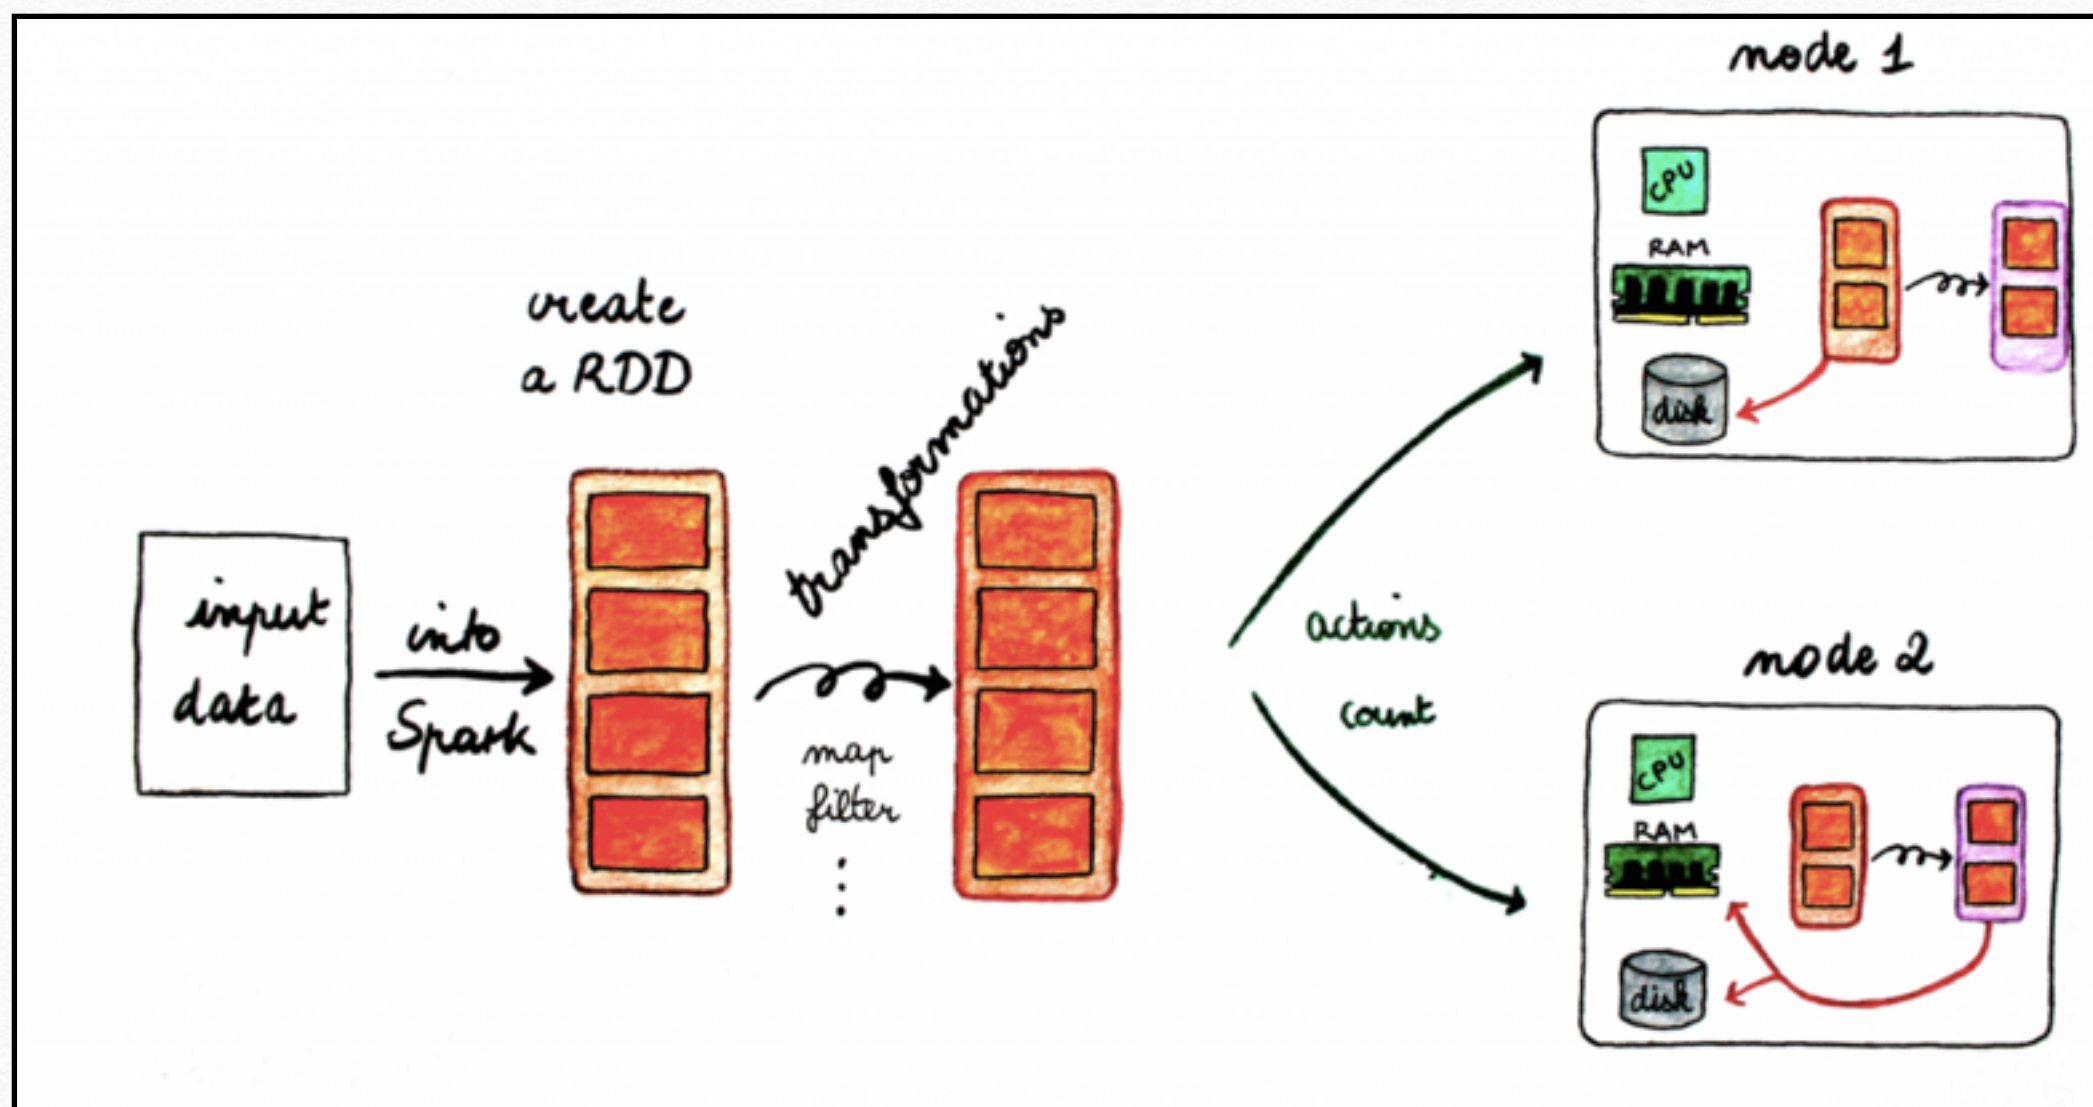 input
data
into
Spark
create
a RDD
transformations
map
filter
actions
count
node 1
CPU
RAM
disk
node 2
CPU
RAM
disk